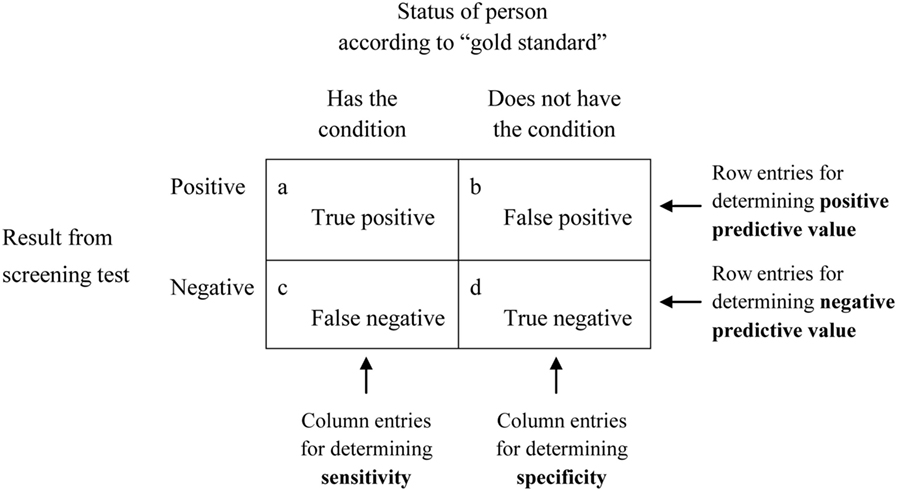 Status of person
according to “gold standard”
Has the
condition
Does not have
the condition
Result from
screening test
Positive
a
True positive
b
False positive
Row entries for
determining positive
predictive value
Negative
c
False negative
d
True negative
Row entries for
determining negative
predictive value
Column entries
for determining
sensitivity
Column entries
for determining
specificity